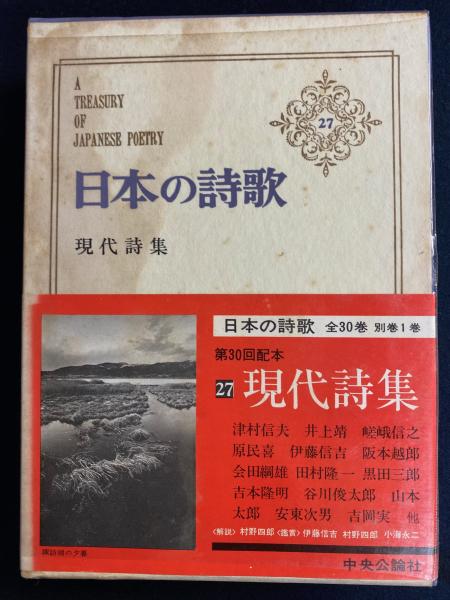 A
TREASURY
OF
JAPANESE POETRY
27
日本の詩歌
現代詩集
日本の詩歌 全30巻 別巻1巻
第30回配本
27 現代詩集
津村信夫 井上靖 嵯峨信之
原民喜 伊藤信吉 阪本越郎
会田綱雄 田村隆一 黒田三郎
吉本隆明 谷川俊太郎 山本
太郎 安東次男 吉岡実 他
〈解説〉村野四郎〈鑑賞〉伊藤信吉 村野四郎 小海永二
諏訪湖の夕暮
中央公論社